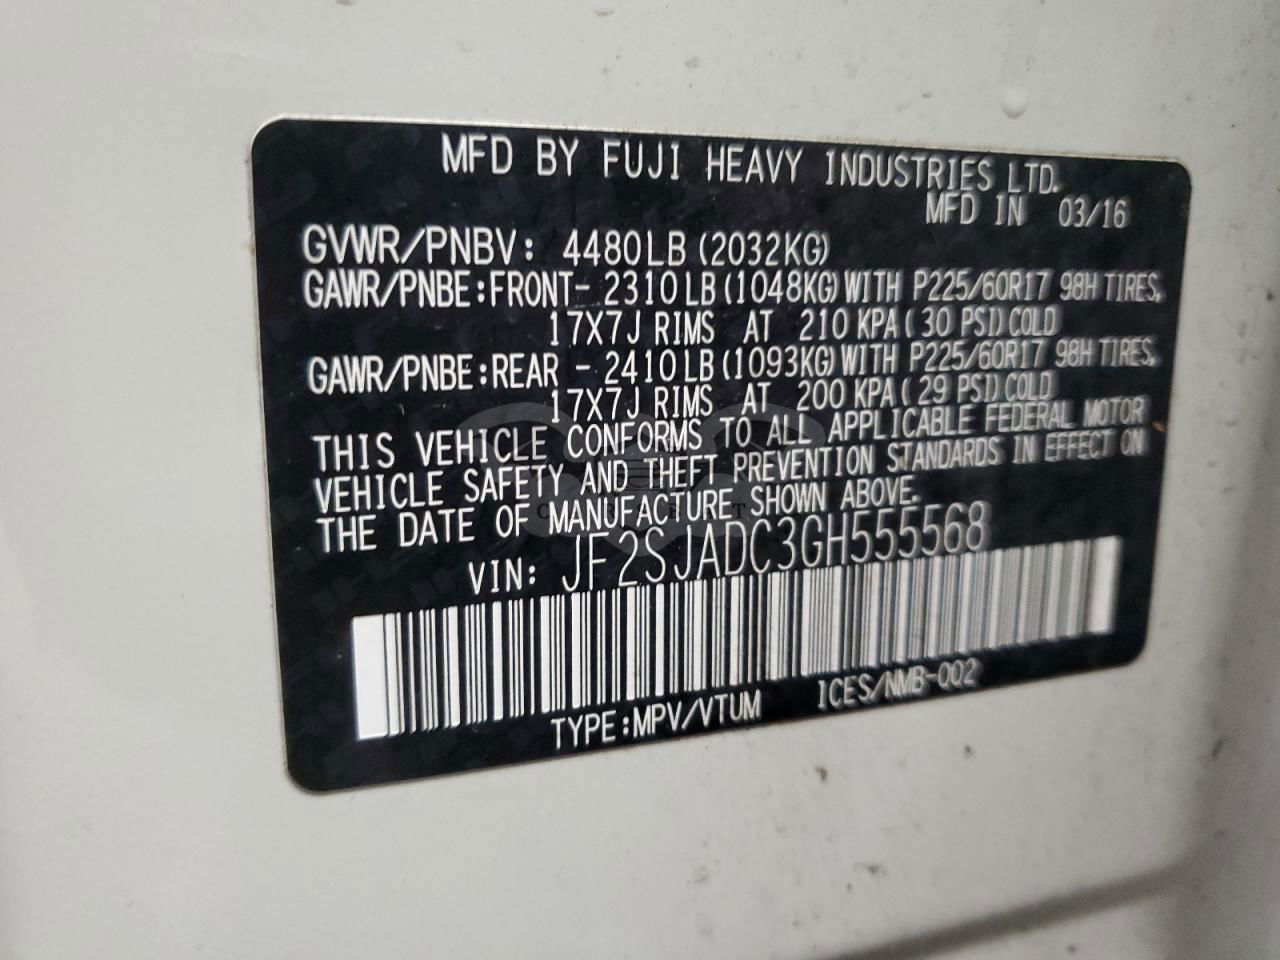 MFD BY FUJI HEAVY INDUSTRIES LTD.
MFD IN 03/16
GVWR/PNBV: 4480LB (2032KG)
GAWR/PNBE:FRONT- 2310LB(1048KG)WITH P225/60R17 98H TIRES,
17X7J RIMS AT 210 KPA(30 PSI)COLD
GAWR/PNBE:REAR - 2410LB(1093KG)WITH P225/60R17 98H TIRES,
17X7J RIMS AT 200 KPA(29 PSI)COLD
THIS VEHICLE CONFORMS TO ALL APPLICABLE FEDERAL MOTOR
VEHICLE SAFETY AND THEFT PREVENTION STANDARDS IN EFFECT ON
THE DATE OF MANUFACTURE SHOWN ABOVE.
VIN: JF2SJADC3GH555568
TYPE:MPV/VTUM ICES/NMB-002